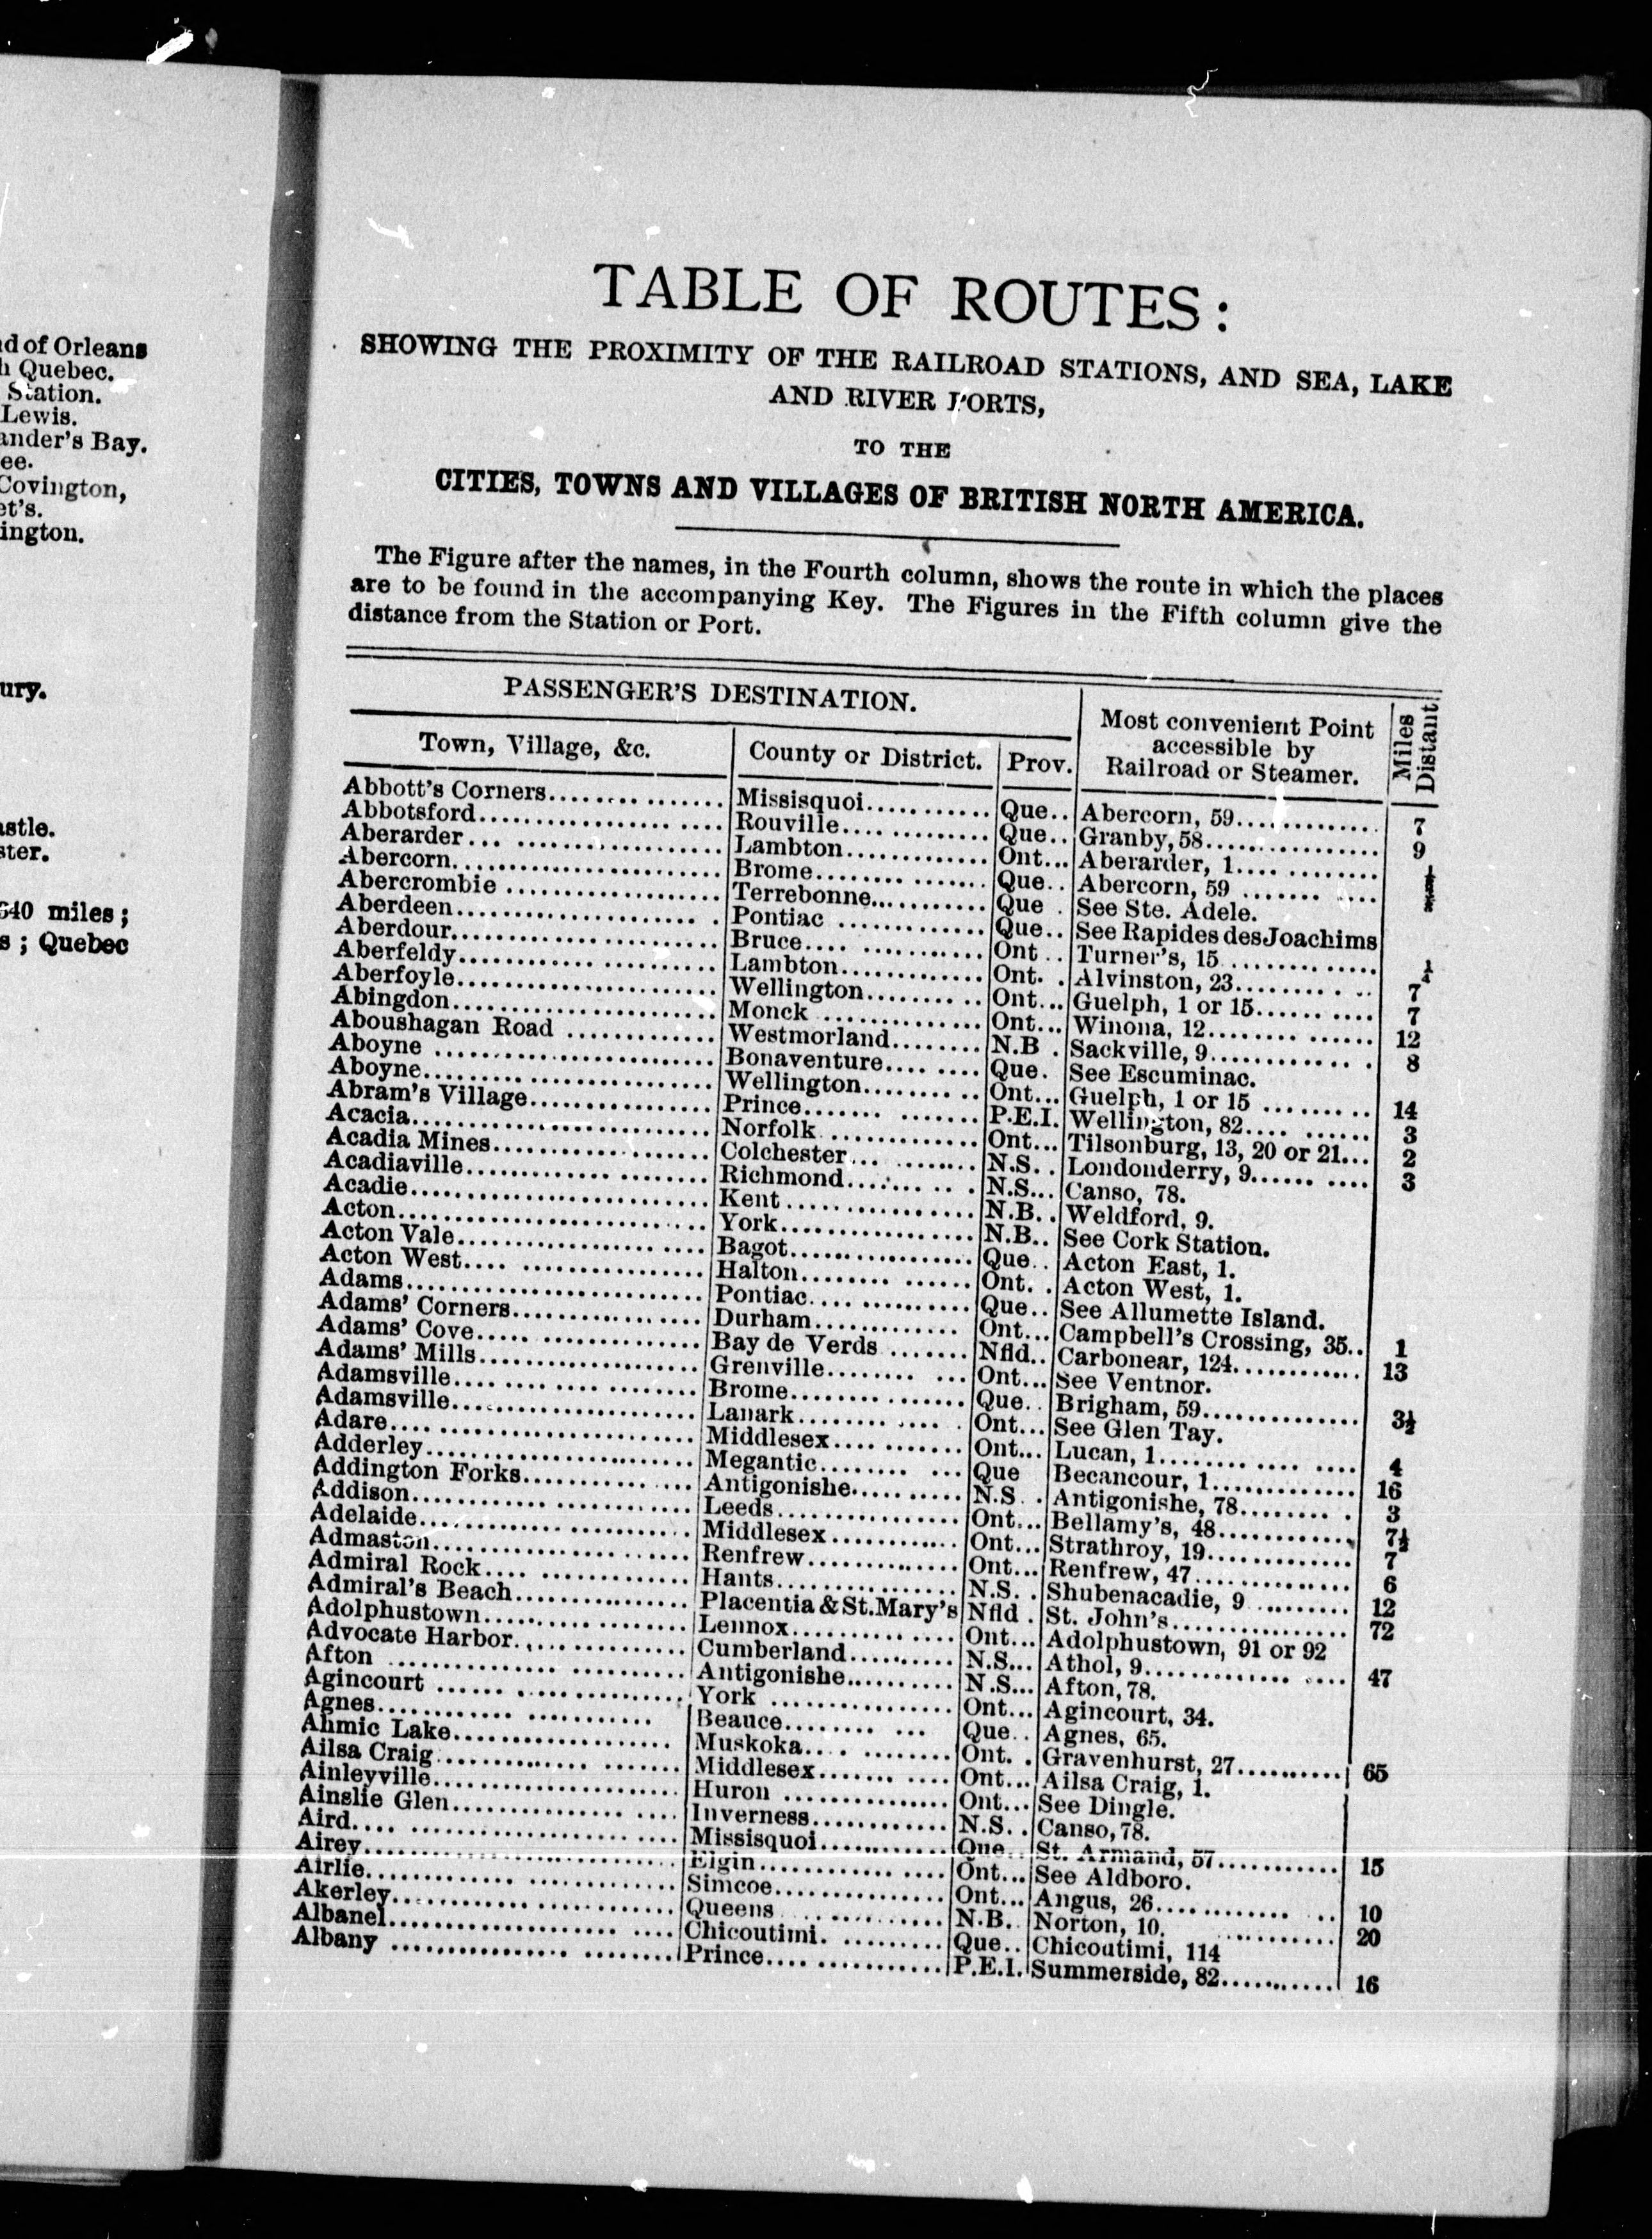 d of Orleans
h Quebec.
Station.
Lewis.
ander's Bay.
ee.
Covington,
et's.
ington.
ury.
astle.
ster.
640 miles;
s; Quebec
TABLE OF ROUTES:
SHOWING THE PROXIMITY OF THE RAILROAD STATIONS, AND SEA, LAKE
AND RIVER PORTS,
TO THE
CITIES, TOWNS AND VILLAGES OF BRITISH NORTH AMERICA.
The Figure after the names, in the Fourth column, shows the route in which the places
are to be found in the accompanying Key. The Figures in the Fifth column give the
distance from the Station or Port.
PASSENGER'S DESTINATION. Most convenient Point accessible by Railroad or Steamer. Miles Distant.
Town, Village, &c. County or District. Prov.
Abbott's Corners Missisquoi Que.. Abercorn, 59 7
Abbotsford Rouville Que.. Granby, 58 9
Aberarder Lambton Ont... Aberarder, 1
Abercorn Brome Que.. Abercorn, 59
Abercrombie Terrebonne Que . See Ste. Adele.
Aberdeen Pontiac Que.. See Rapides desJoachims
Aberdour Bruce Ont .. Turner's, 15
Aberfeldy Lambton Ont. . Alvinston, 23 7
Aberfoyle Wellington Ont... Guelph, 1 or 15 7
Abingdon Monck Ont... Winona, 12 12
Aboushagan Road Westmorland N.B . Sackville, 9 8
Aboyne Bonaventure Que. See Escuminac.
Aboyne Wellington Ont... Guelph, 1 or 15 14
Abram's Village Prince P.E.I. Wellington, 82 3
Acacia Norfolk Ont... Tilsonburg, 13, 20 or 21... 2
Acadia Mines Colchester N.S. . Londonderry, 9 3
Acadiaville Richmond N.S... Canso, 78.
Acadie Kent N.B. . Weldford, 9.
Acton York N.B.. See Cork Station.
Acton Vale Bagot Que.. Acton East, 1.
Acton West Halton Ont. . Acton West, 1.
Adams Pontiac Que.. See Allumette Island.
Adams' Corners Durham Ont... Campbell's Crossing, 35.. 1
Adams' Cove Bay de Verds Nfld.. Carbonear, 124 13
Adams' Mills Grenville Ont... See Ventnor.
Adamsville Brome Que.. Brigham, 59 3½
Adamsville Lanark Ont... See Glen Tay.
Adare Middlesex Ont... Lucan, 1 4
Adderley Megantic Que Becancour, 1 16
Addington Forks Antigonishe N.S. . Antigonishe, 78 3
Addison Leeds Ont... Bellamy's, 48 7½
Adelaide Middlesex Ont... Strathroy, 19 7
Admaston Renfrew Ont... Renfrew, 47 6
Admiral Rock Hants N.S. . Shubenacadie, 9 12
Admiral's Beach Placentia & St. Mary's Nfld . St. John's 72
Adolphustown Lennox Ont... Adolphustown, 91 or 92
Advocate Harbor Cumberland N.S... Athol, 9 47
Afton Antigonishe N.S... Afton, 78.
Agincourt York Ont... Agincourt, 34.
Agnes Beauce Que.. Agnes, 65.
Ahmic Lake Muskoka Ont. . Gravenhurst, 27 65
Ailsa Craig Middlesex Ont... Ailsa Craig, 1.
Ainleyville Huron Ont... See Dingle.
Ainslie Glen Inverness N.S. . Canso, 78.
Aird Missisquoi Que.. St. Armand, 57 15
Airey Elgin Ont... See Aldboro.
Airlie Simcoe Ont... Angus, 26 10
Akerley Queens N.B. . Norton, 10. 20
Albanel Chicoutimi Que.. Chicoutimi, 114
Albany Prince P.E.I. Summerside, 82 16